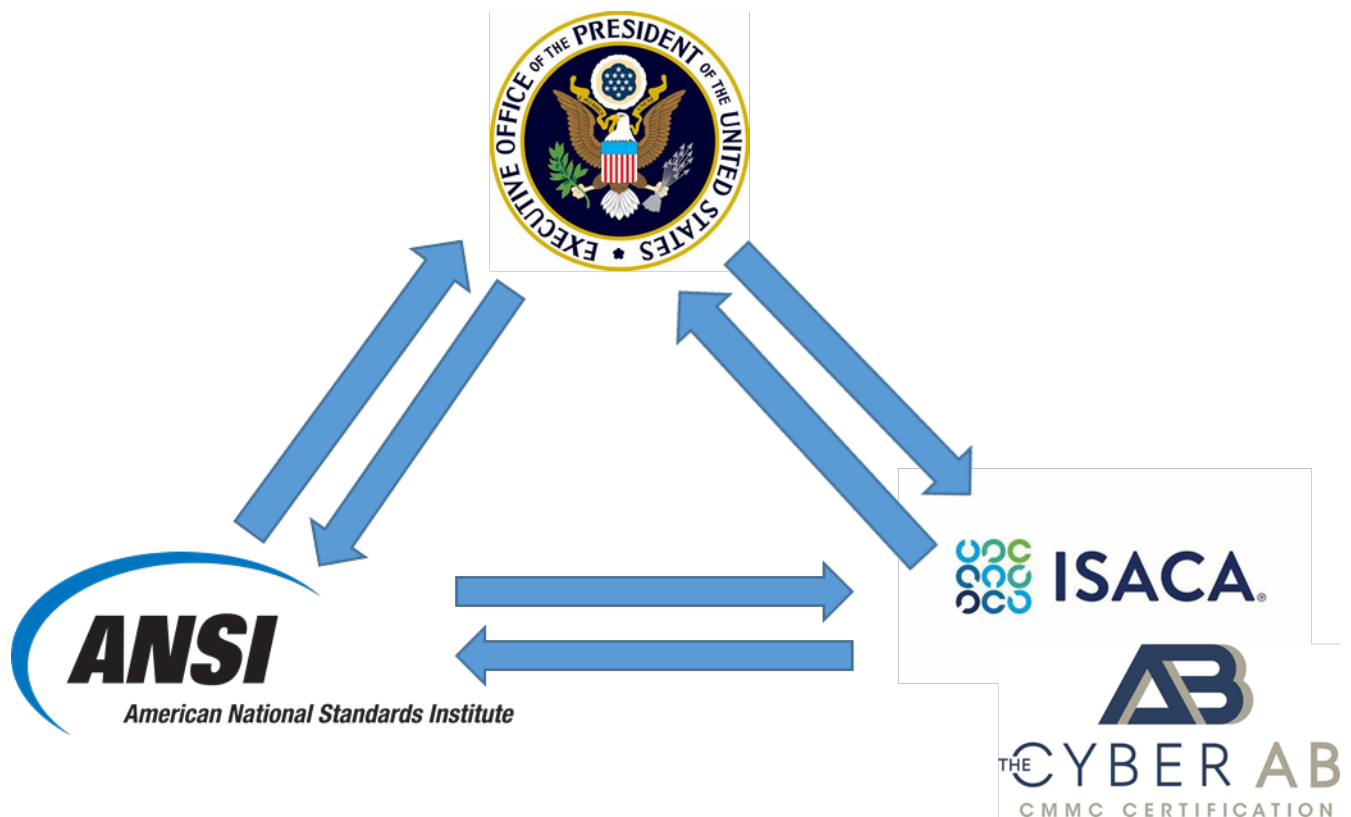 EXECUTIVE OFFICE OF THE PRESIDENT OF THE UNITED STATES
ANSI
American National Standards Institute
ISACA®
AB
THE CYBER AB
CMMC CERTIFICATION